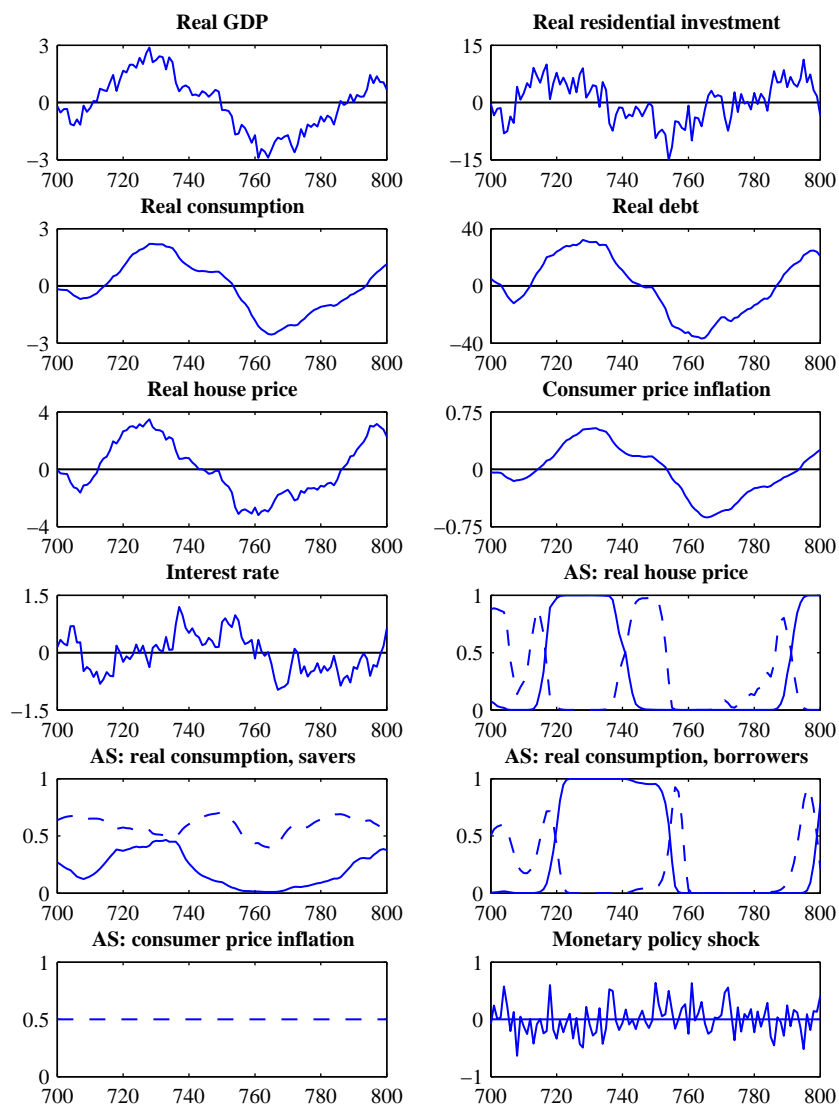 Real GDP
3
0
−3
700 720 740 760 780 800
Real residential investment
15
0
−15
700 720 740 760 780 800
Real consumption
3
0
−3
700 720 740 760 780 800
Real debt
40
0
−40
700 720 740 760 780 800
Real house price
4
0
−4
700 720 740 760 780 800
Consumer price inflation
0.75
0
−0.75
700 720 740 760 780 800
Interest rate
1.5
0
−1.5
700 720 740 760 780 800
AS: real house price
1
0.5
0
700 720 740 760 780 800
AS: real consumption, savers
1
0.5
0
700 720 740 760 780 800
AS: real consumption, borrowers
1
0.5
0
700 720 740 760 780 800
AS: consumer price inflation
1
0.5
0
700 720 740 760 780 800
Monetary policy shock
1
0
−1
700 720 740 760 780 800